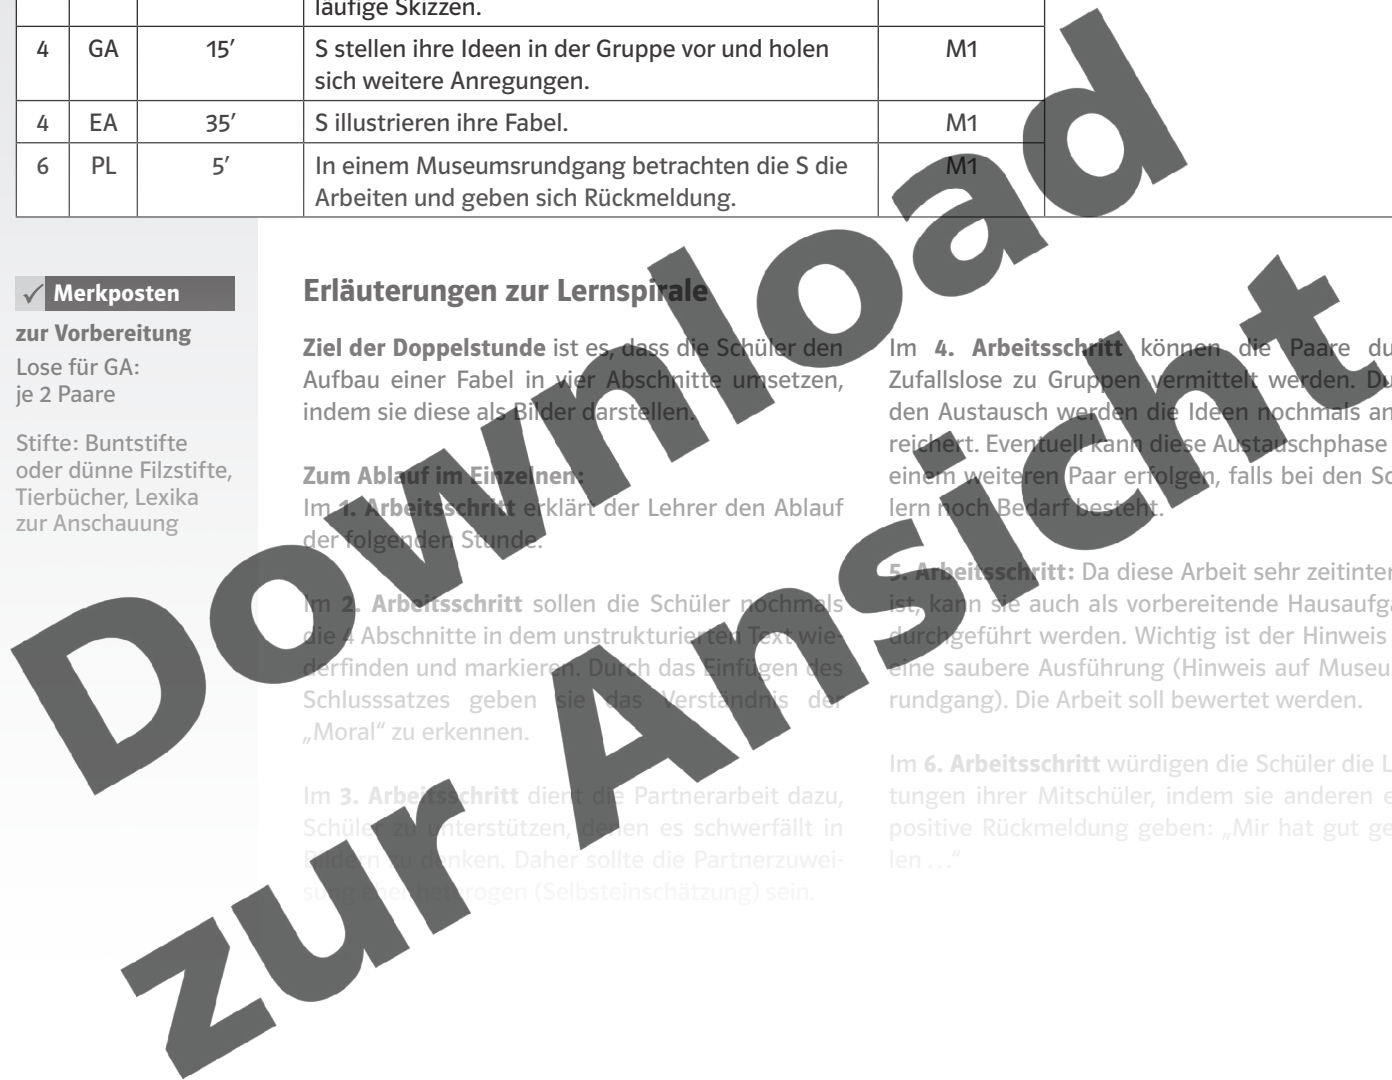 läufige Skizzen.
4 GA 15′ S stellen ihre Ideen in der Gruppe vor und holen M1
sich weitere Anregungen.
4 EA 35′ S illustrieren ihre Fabel. M1
6 PL 5′ In einem Museumsrundgang betrachten die S die M1
Arbeiten und geben sich Rückmeldung.
✓ Merkposten
zur Vorbereitung
Lose für GA:
je 2 Paare
Stifte: Buntstifte
oder dünne Filzstifte,
Tierbücher, Lexika
zur Anschauung
Erläuterungen zur Lernspirale
Ziel der Doppelstunde ist es, dass die Schüler den
Aufbau einer Fabel in vier Abschnitte umsetzen,
indem sie diese als Bilder darstellen.
Zum Ablauf im Einzelnen:
Im 1. Arbeitsschritt erklärt der Lehrer den Ablauf
der folgenden Stunde.
Im 2. Arbeitsschritt sollen die Schüler nochmals
die 4 Abschnitte in dem unstrukturierten Text wie-
derfinden und markieren. Durch das Einfügen des
Schlusssatzes geben sie das Verständnis der
„Moral“ zu erkennen.
Im 3. Arbeitsschritt dient die Partnerarbeit dazu,
Schüler zu unterstützen, denen es schwerfällt in
Bildern zu denken. Daher sollte die Partnerzuwei-
sung eher heterogen (Selbsteinschätzung) sein.
Im 4. Arbeitsschritt können die Paare du
Zufallslose zu Gruppen vermittelt werden. Du
den Austausch werden die Ideen nochmals an
reichert. Eventuell kann diese Austauschphase
einem weiteren Paar erfolgen, falls bei den Sc
lern noch Bedarf besteht.
5. Arbeitsschritt: Da diese Arbeit sehr zeitinter
ist, kann sie auch als vorbereitende Hausaufga
durchgeführt werden. Wichtig ist der Hinweis
eine saubere Ausführung (Hinweis auf Museu
rundgang). Die Arbeit soll bewertet werden.
Im 6. Arbeitsschritt würdigen die Schüler die L
tungen ihrer Mitschüler, indem sie anderen e
positive Rückmeldung geben: „Mir hat gut ge
len …“
Download
zur Ansicht